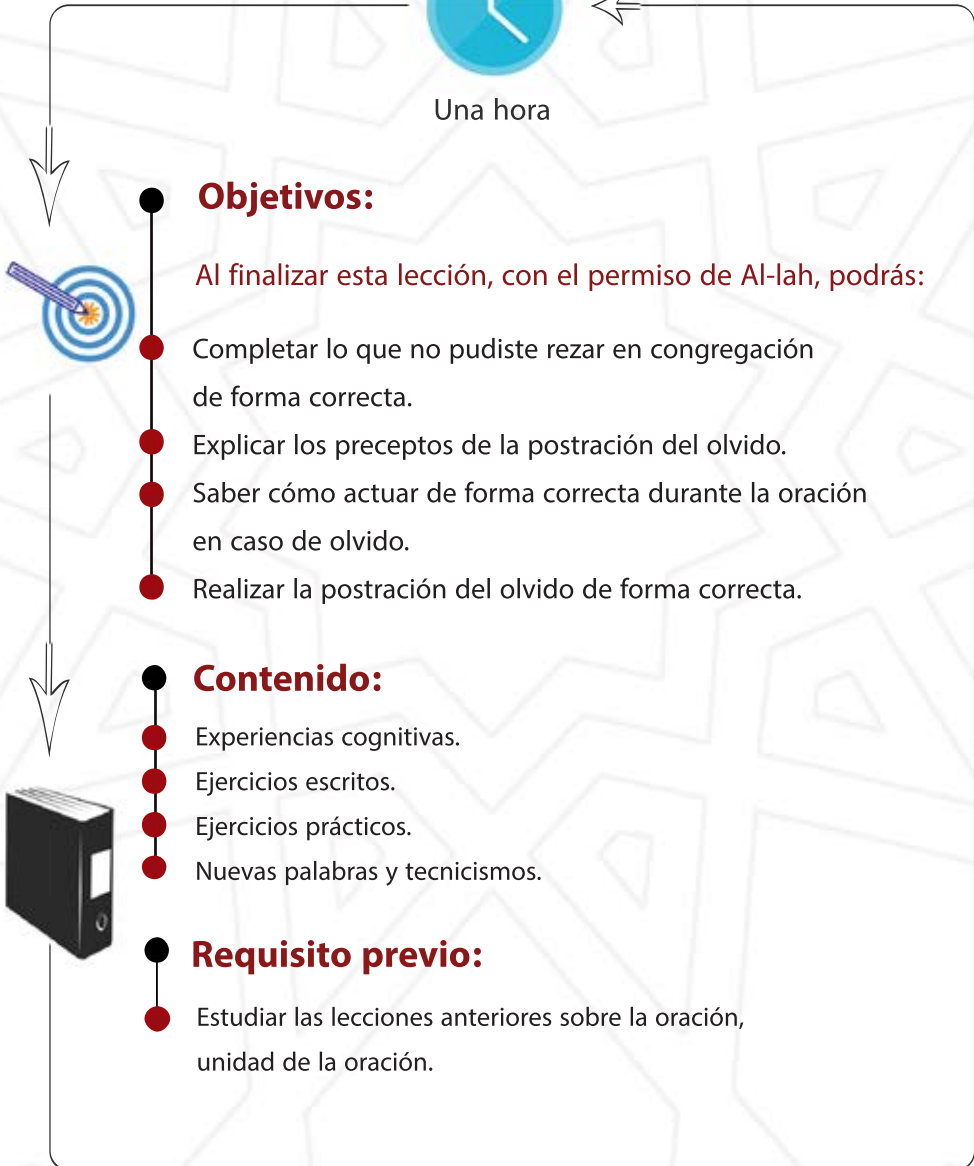 Una hora
Objetivos:
Al finalizar esta lección, con el permiso de Al-lah, podrás:
Completar lo que no pudiste rezar en congregación
de forma correcta.
Explicar los preceptos de la postración del olvido.
Saber cómo actuar de forma correcta durante la oración
en caso de olvido.
Realizar la postración del olvido de forma correcta.
Contenido:
Experiencias cognitivas.
Ejercicios escritos.
Ejercicios prácticos.
Nuevas palabras y tecnicismos.
Requisito previo:
Estudiar las lecciones anteriores sobre la oración,
unidad de la oración.